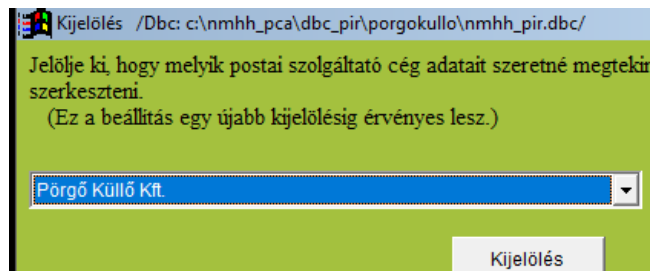 Kijelölés /Dbc: c:\nmhh_pca\dbc_pir\porgokullo\nmhh_pir.dbc/
Jelölje ki, hogy melyik postai szolgáltató cég adatait szeretné
szerkeszteni.
(Ez a beállítás egy újabb kijelölésig érvényes lesz.)
Pörgő Küllő Kft.
Kijelölés